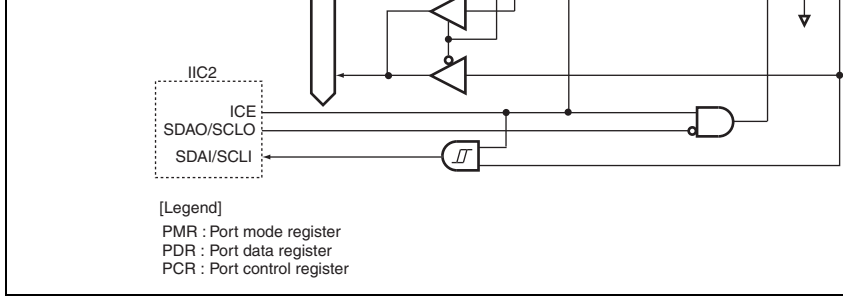 IIC2
ICE
SDAO/SCLO
SDAI/SCLI
[Legend]
PMR : Port mode register
PDR : Port data register
PCR : Port control register